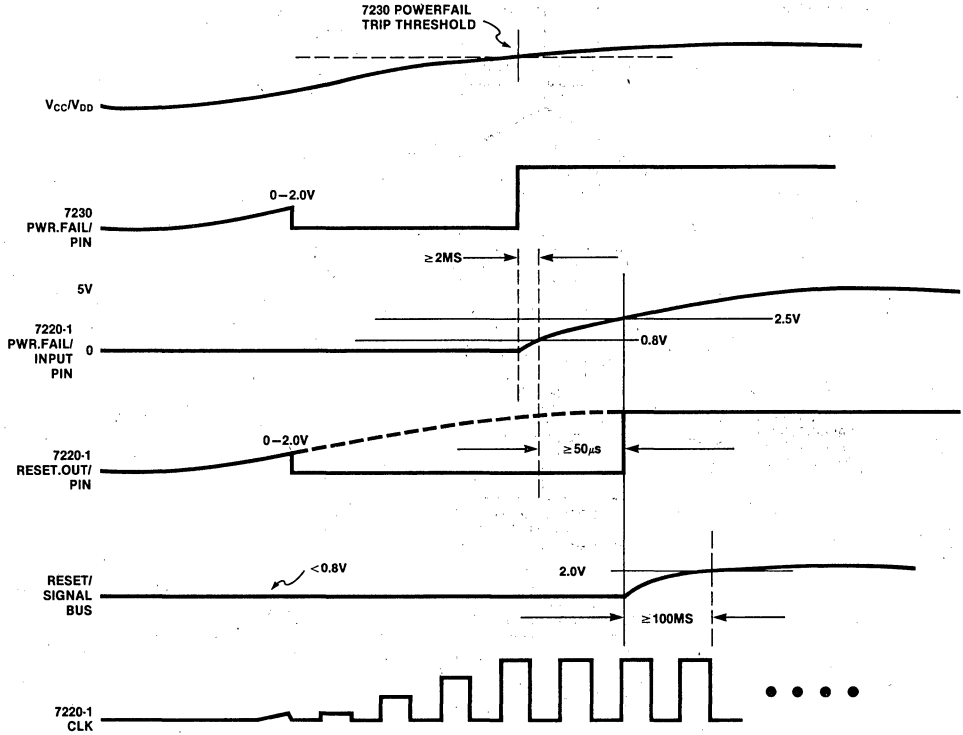 7230 POWERFAIL
TRIP THRESHOLD
VCC/VDD
0–2.0V
7230
PWR.FAIL/
PIN
≥2MS
5V
2.5V
7220-1
PWR.FAIL/
INPUT
PIN
0
0.8V
0–2.0V
7220-1
RESET.OUT/
PIN
≥50μs
<0.8V
2.0V
RESET/
SIGNAL
BUS
≥100MS
7220-1
CLK